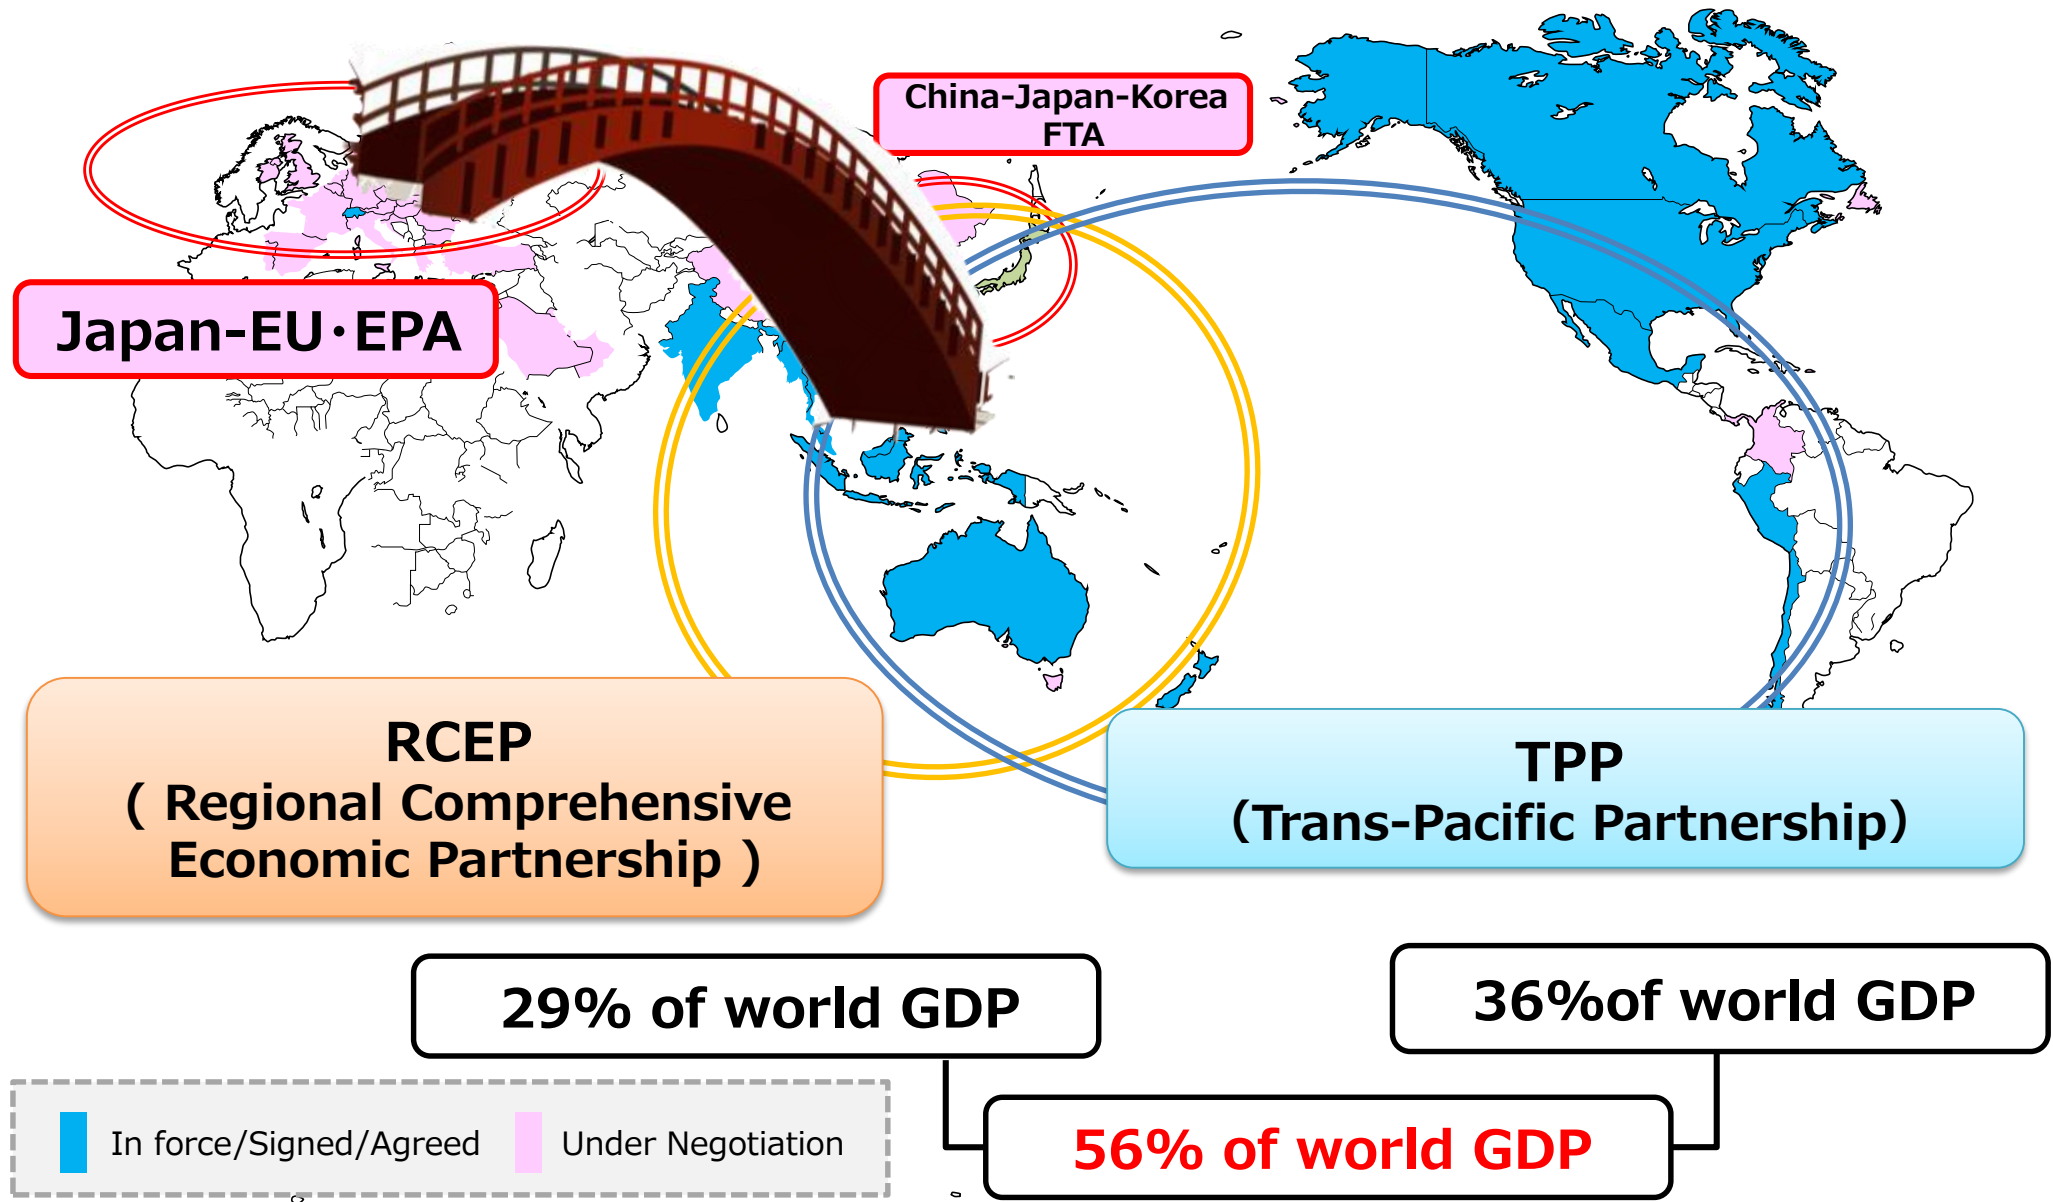 China-Japan-Korea
FTA
Japan-EU・EPA
RCEP
( Regional Comprehensive
Economic Partnership )
TPP
（Trans-Pacific Partnership）
29% of world GDP
36%of world GDP
56% of world GDP
In force/Signed/Agreed
Under Negotiation